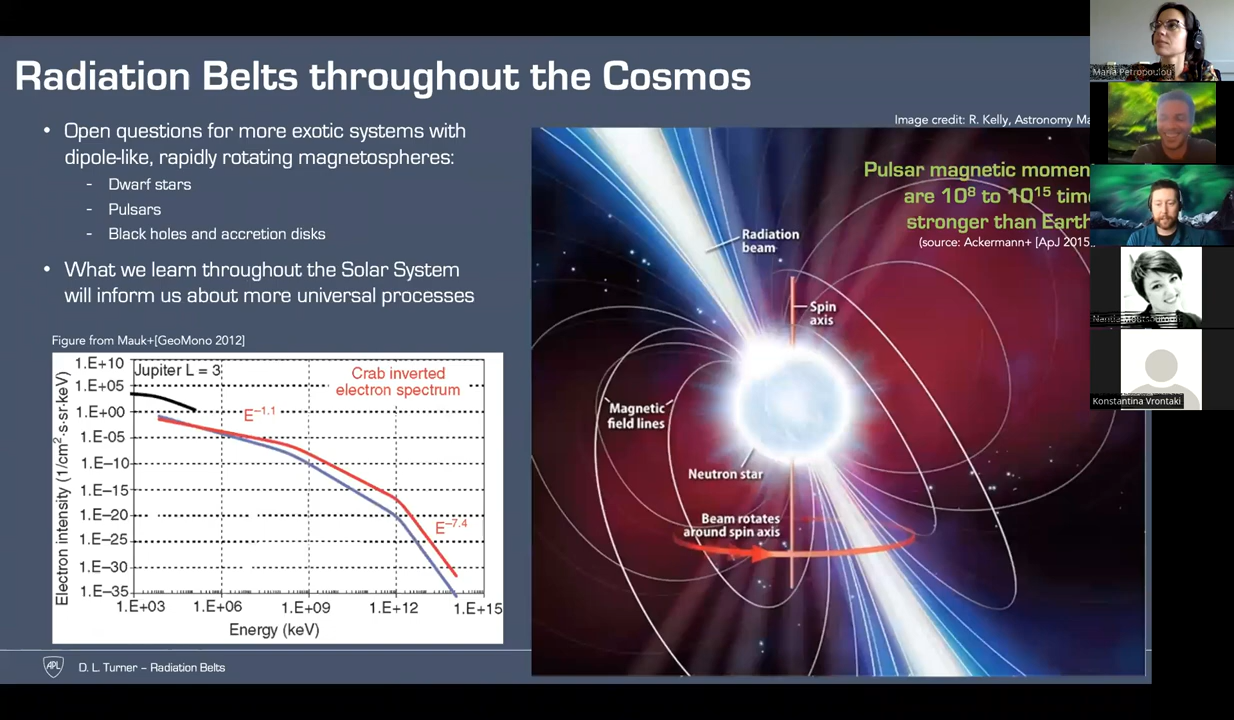 Radiation Belts throughout the Cosmos
• Open questions for more exotic systems with
dipole-like, rapidly rotating magnetospheres:
- Dwarf stars
- Pulsars
- Black holes and accretion disks
• What we learn throughout the Solar System
will inform us about more universal processes
Figure from Mauk+[GeoMono 2012]
1.E+10
1.E+05
1.E+00
1.E−05
1.E−10
1.E−15
1.E−20
1.E−25
1.E−30
1.E−35
Electron intensity (1/cm²·s·sr·keV)
Jupiter L = 3
Crab inverted
electron spectrum
E⁻¹·¹
E⁻⁷·⁴
1.E+03 1.E+06 1.E+09 1.E+12 1.E+15
Energy (keV)
Image credit: R. Kelly, Astronomy Ma
Pulsar magnetic momen
are 10⁸ to 10¹⁵ tim
stronger than Earth
(source: Ackermann+ [ApJ 2015
Radiation
beam
Spin
axis
Magnetic
field lines
Neutron star
Beam rotates
around spin axis
APL
D. L. Turner – Radiation Belts
Maria Petropoulou
Konstantina Vrontaki